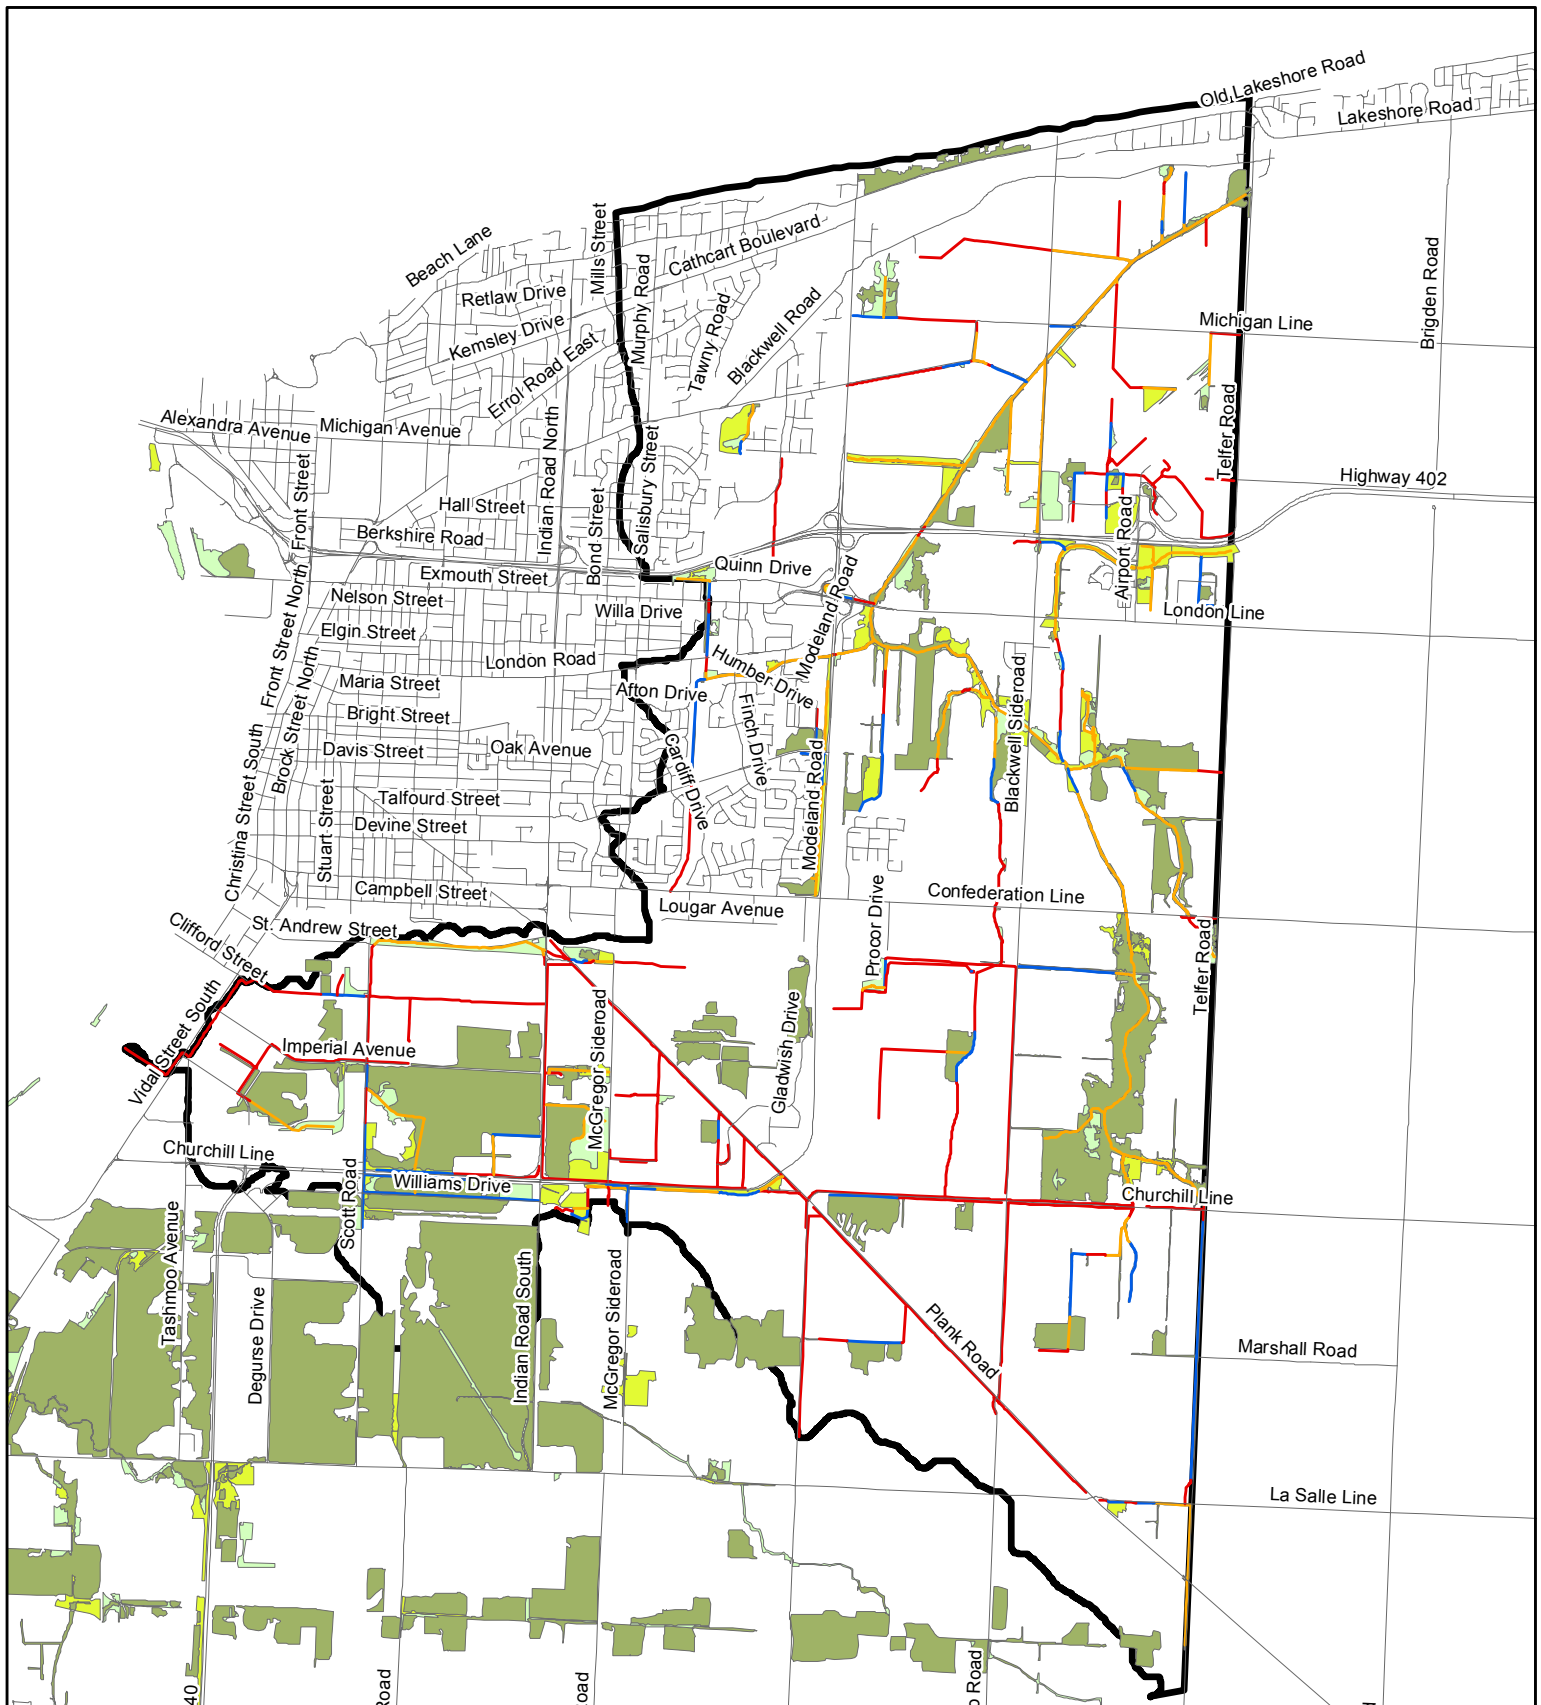 Old Lakeshore Road
Lakeshore Road
Beach Lane
Mills Street
Cathcart Boulevard
Retlaw Drive
Murphy Road
Kemsley Drive
Tawny Road
Blackwell Road
Errol Road East
Michigan Line
Brigden Road
Alexandra Avenue
Michigan Avenue
Telfer Road
Indian Road North
Salisbury Street
Front Street
Highway 402
Hall Street
Bond Street
Berkshire Road
Airport Road
Exmouth Street
Quinn Drive
Nelson Street
Willa Drive
London Line
Modeland Road
Elgin Street
Front Street North
London Road
Humber Drive
Brock Street North
Maria Street
Afton Drive
Blackwell Sideroad
Bright Street
Finch Drive
Christina Street South
Davis Street
Oak Avenue
Cardiff Drive
Modeland Road
Talfourd Street
Stuart Street
Devine Street
Campbell Street
Confederation Line
Lougar Avenue
Procor Drive
Clifford Street
St. Andrew Street
Telfer Road
Vidal Street South
Imperial Avenue
McGregor Sideroad
Gladwish Drive
Churchill Line
Williams Drive
Churchill Line
Scott Road
Tashmoo Avenue
Degurse Drive
Indian Road South
McGregor Sideroad
Plank Road
Marshall Road
La Salle Line
40
Road
oad
o Road